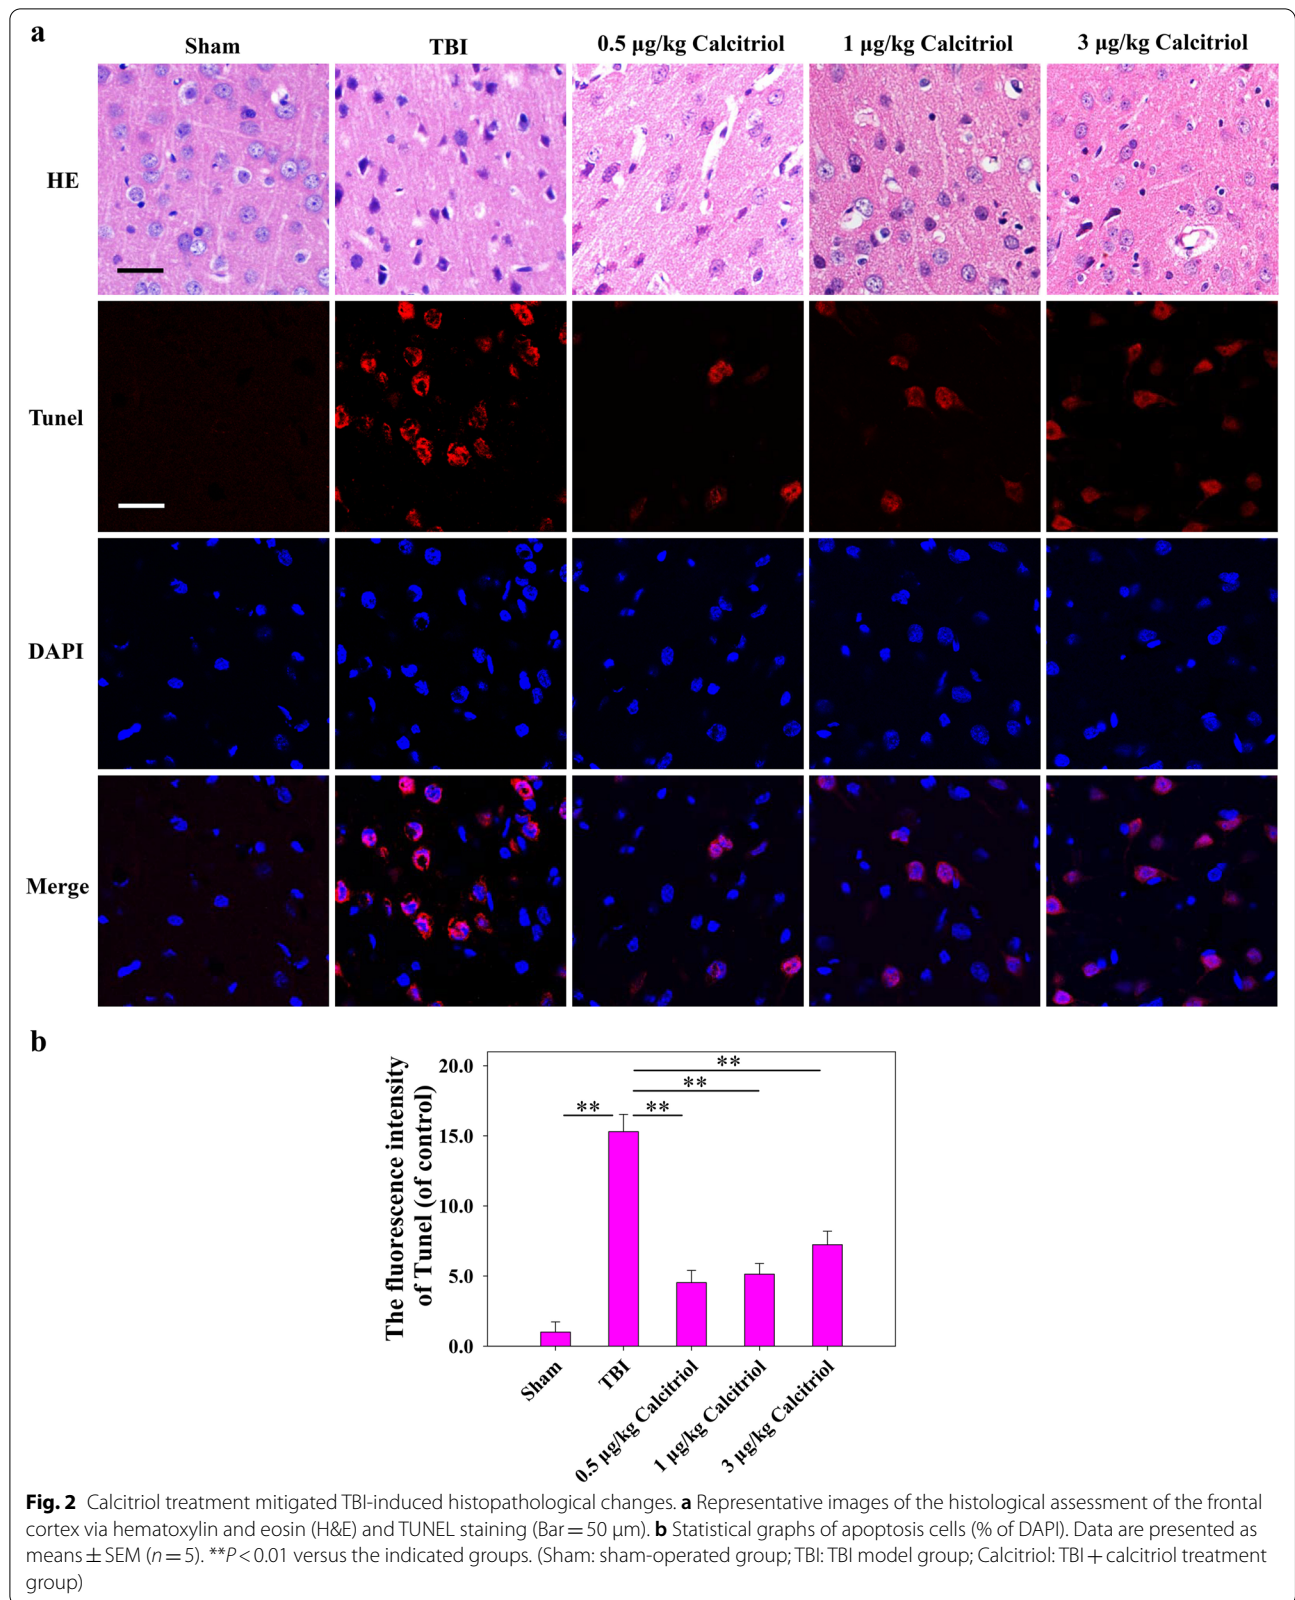 a
Sham TBI 0.5 µg/kg Calcitriol 1 µg/kg Calcitriol 3 µg/kg Calcitriol
HE
Tunel
DAPI
Merge
b
The fluorescence intensity
of Tunel (of control)
20.0
15.0
10.0
5.0
0.0
**
**
** **
Sham
TBI
0.5 µg/kg Calcitriol
1 µg/kg Calcitriol
3 µg/kg Calcitriol
Fig. 2 Calcitriol treatment mitigated TBI-induced histopathological changes. a Representative images of the histological assessment of the frontal
cortex via hematoxylin and eosin (H&E) and TUNEL staining (Bar = 50 µm). b Statistical graphs of apoptosis cells (% of DAPI). Data are presented as
means ± SEM (n = 5). **P < 0.01 versus the indicated groups. (Sham: sham-operated group; TBI: TBI model group; Calcitriol: TBI + calcitriol treatment
group)